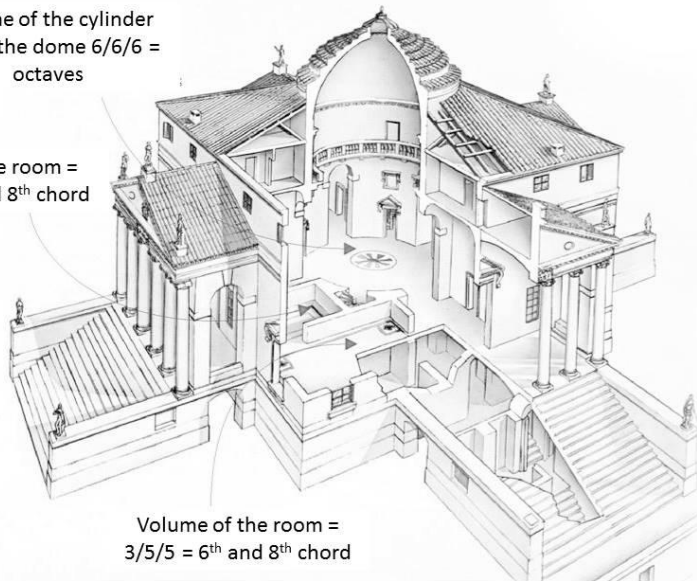 of the cylinder
the dome 6/6/6 =
octaves
room =
8th chord
Volume of the room =
3/5/5 = 6th and 8th chord